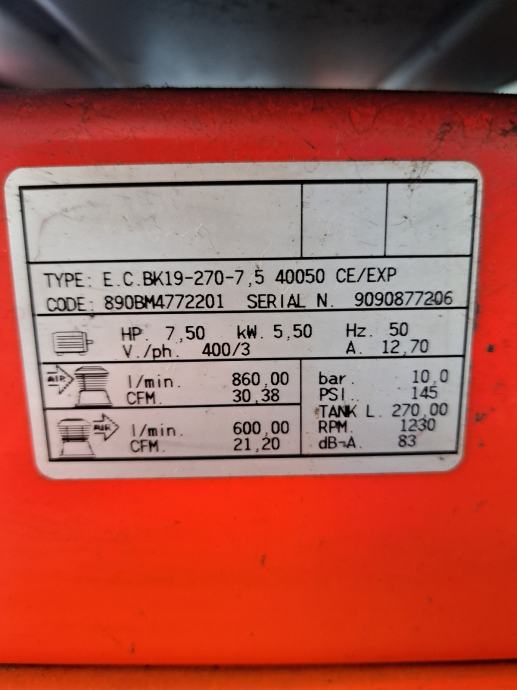 TYPE: E.C.BK19-270-7,5 40050 CE/EXP
CODE: 890BM4772201 SERIAL N. 9090877206
HP. 7,50 kW. 5,50 Hz. 50
V./ph. 400/3 A. 12,70
AIR l/min. 860,00
CFM. 30,38
AIR l/min. 600,00
CFM. 21,20
bar. 10,0
PSI. 145
TANK L. 270,00
RPM. 1230
dB-A. 83